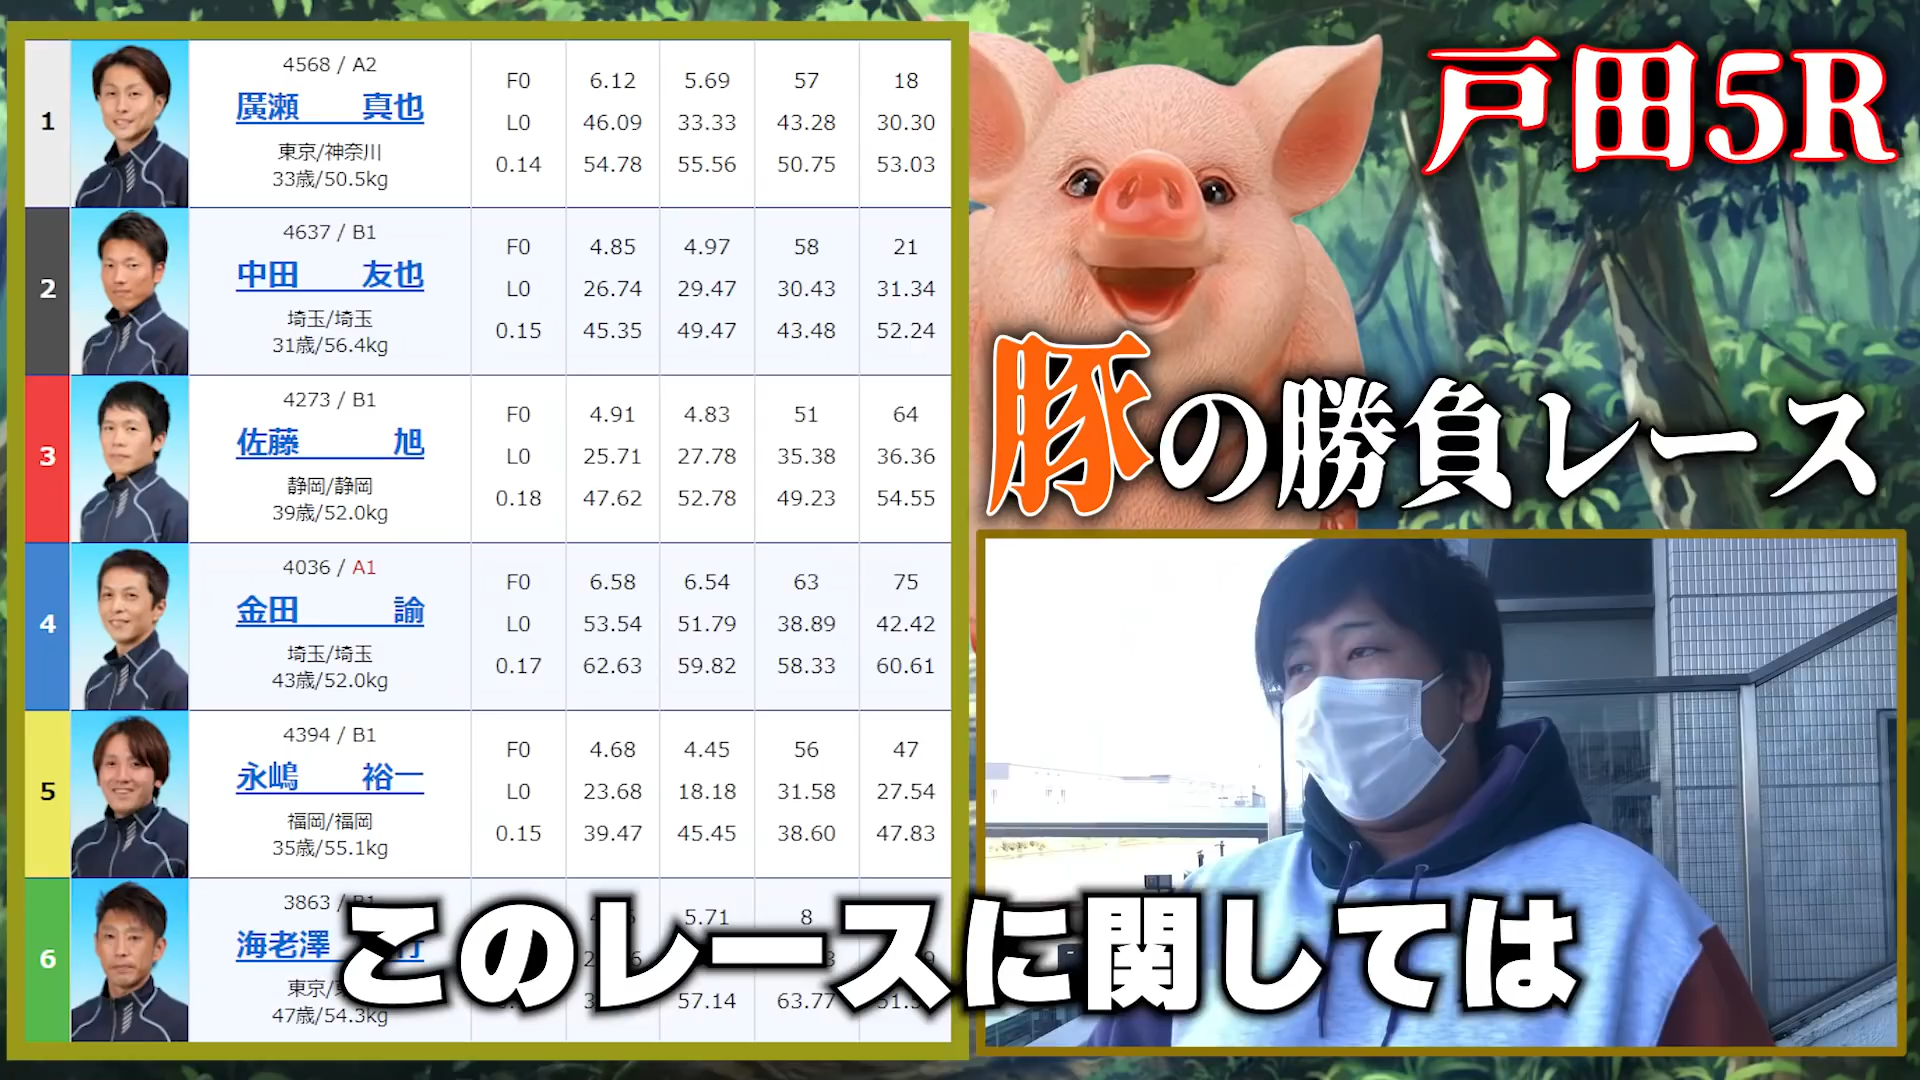 1
4568 / A2
廣瀬 真也
東京/神奈川
33歳/50.5kg
F0 6.12 5.69 57 18
L0 46.09 33.33 43.28 30.30
0.14 54.78 55.56 50.75 53.03
2
4637 / B1
中田 友也
埼玉/埼玉
31歳/56.4kg
F0 4.85 4.97 58 21
L0 26.74 29.47 30.43 31.34
0.15 45.35 49.47 43.48 52.24
3
4273 / B1
佐藤 旭
静岡/静岡
39歳/52.0kg
F0 4.91 4.83 51 64
L0 25.71 27.78 35.38 36.36
0.18 47.62 52.78 49.23 54.55
4
4036 / A1
金田 諭
埼玉/埼玉
43歳/52.0kg
F0 6.58 6.54 63 75
L0 53.54 51.79 38.89 42.42
0.17 62.63 59.82 58.33 60.61
5
4394 / B1
永嶋 裕一
福岡/福岡
35歳/55.1kg
F0 4.68 4.45 56 47
L0 23.68 18.18 31.58 27.54
0.15 39.47 45.45 38.60 47.83
6
3863 / B1
海老澤
東京/
47歳/54.3kg
5.71 8
57.14 63.77
戸田5R
豚の勝負レース
このレースに関しては